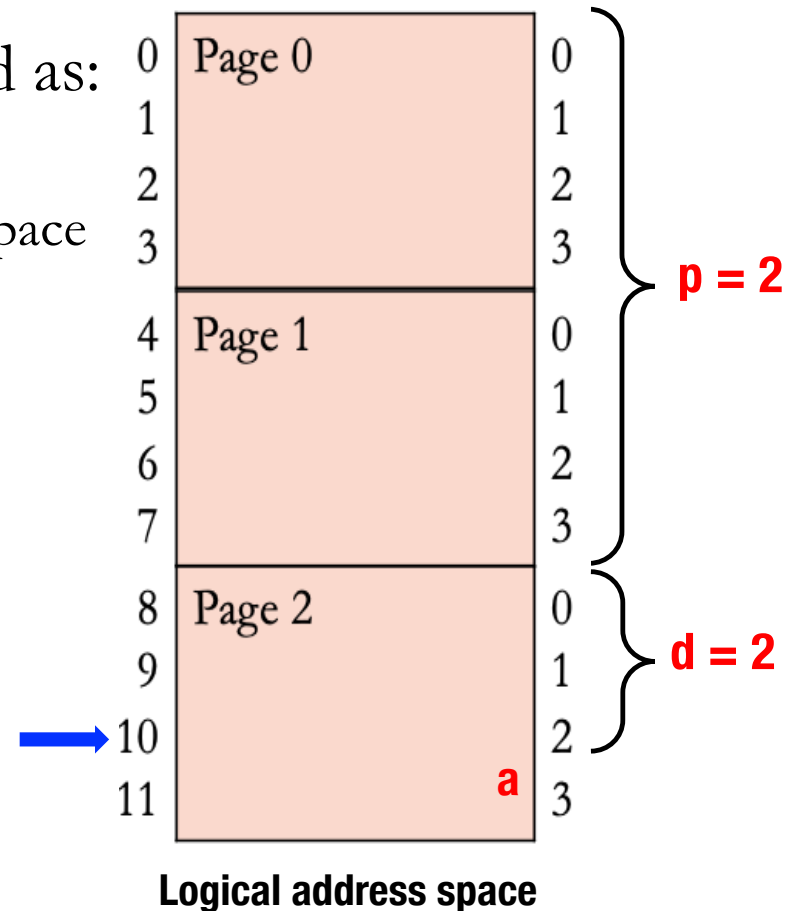 d as:
pace
0 Page 0 0
1 1
2 2
3 3
p = 2
4 Page 1 0
5 1
6 2
7 3
8 Page 2 0
9 1
d = 2
10 2
a
11 3
Logical address space